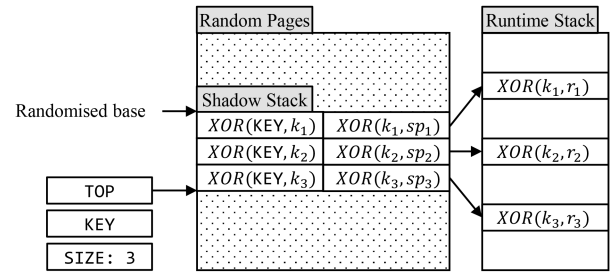 Random Pages
Runtime Stack
Shadow Stack
XOR(k₁,r₁)
Randomised base
XOR(KEY,k₁) XOR(k₁,sp₁)
XOR(KEY,k₂) XOR(k₂,sp₂) XOR(k₂,r₂)
TOP
XOR(KEY,k₃) XOR(k₃,sp₃)
KEY
XOR(k₃,r₃)
SIZE: 3